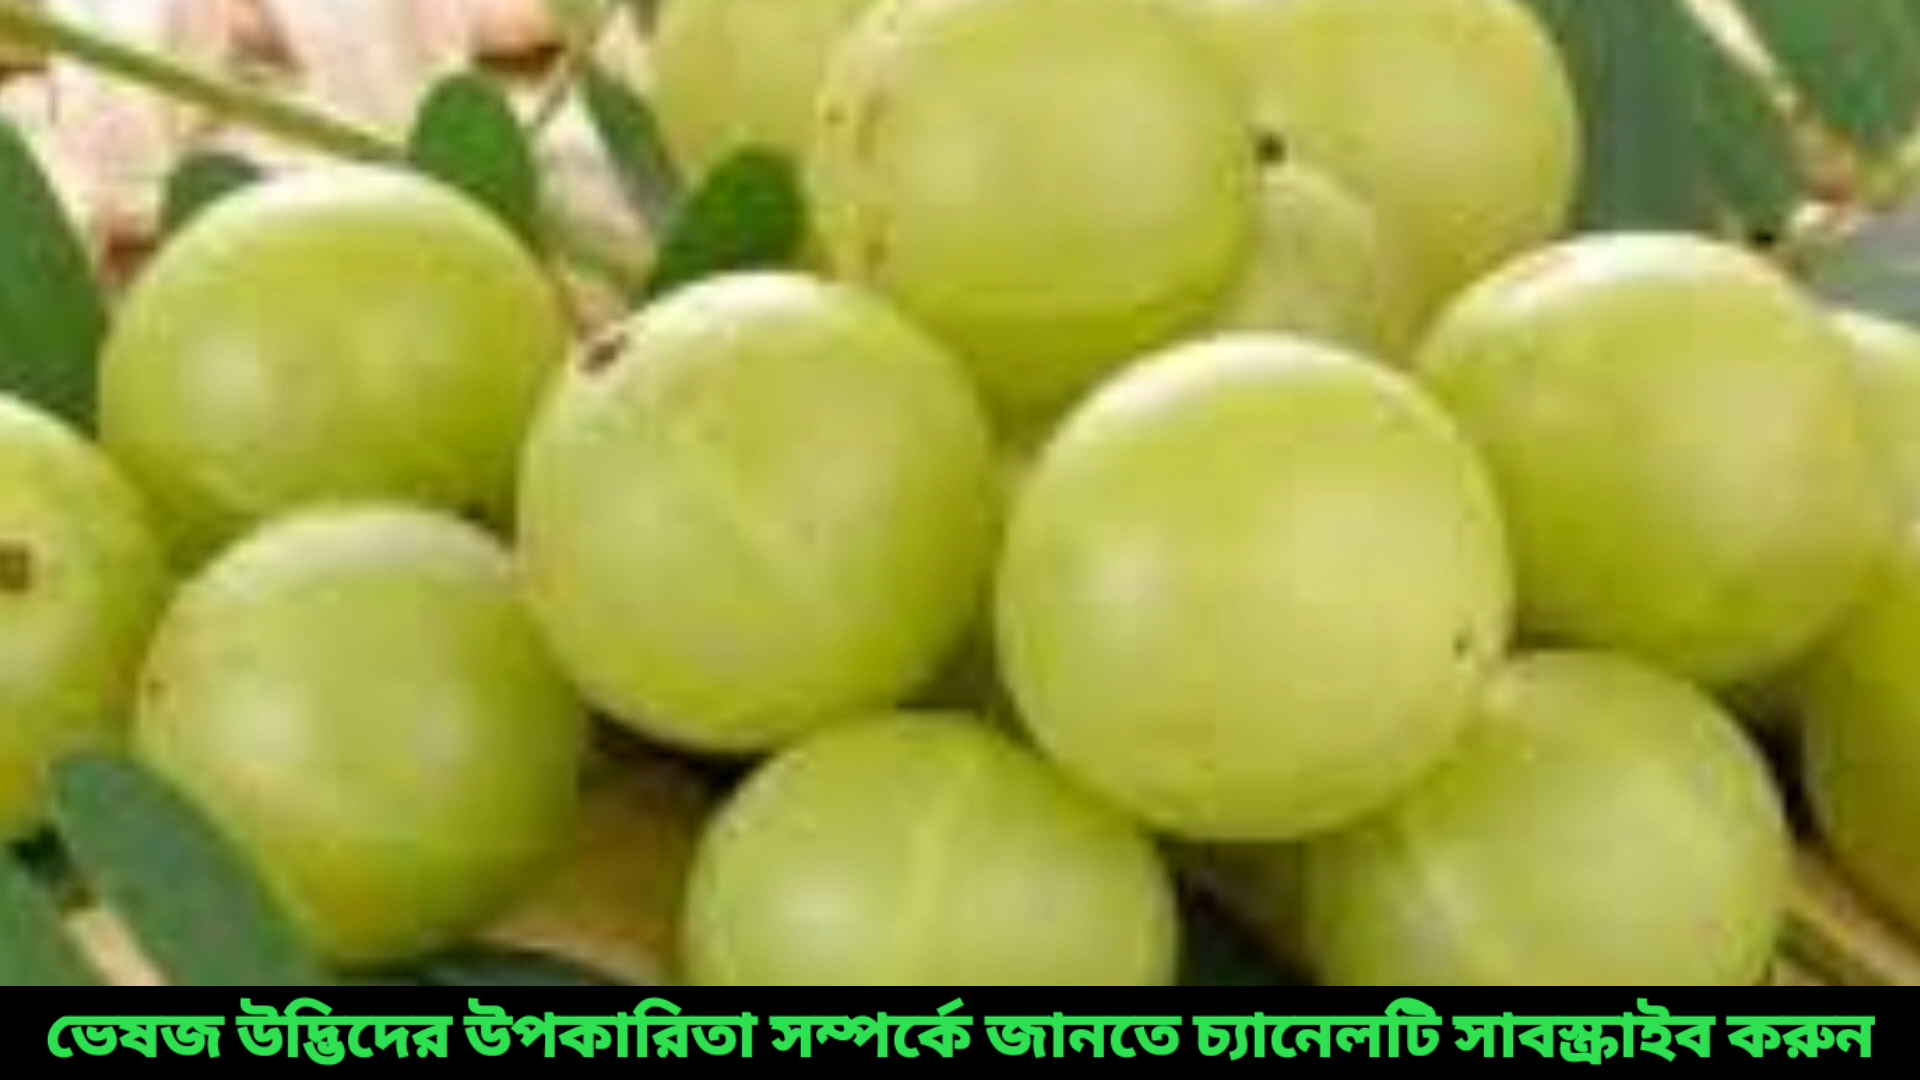 ভেষজ উদ্ভিদের উপকারিতা সম্পর্কে জানতে চ্যানেলটি সাবস্ক্রাইব করুন